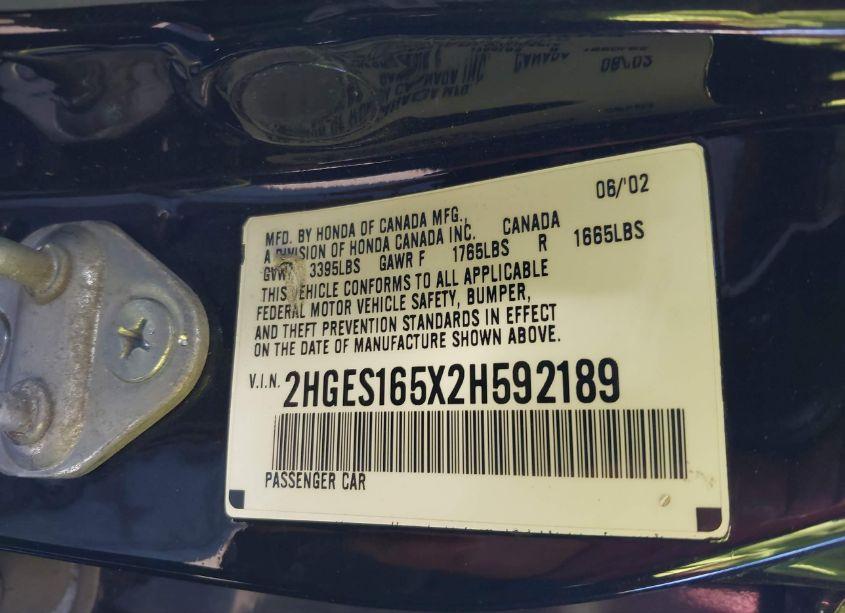 06/'02
MFD. BY HONDA OF CANADA MFG.,
A DIVISION OF HONDA CANADA INC. CANADA
GVWR 3395LBS GAWR F 1765LBS R 1665LBS
THIS VEHICLE CONFORMS TO ALL APPLICABLE
FEDERAL MOTOR VEHICLE SAFETY, BUMPER,
AND THEFT PREVENTION STANDARDS IN EFFECT
ON THE DATE OF MANUFACTURE SHOWN ABOVE.
V.I.N. 2HGES165X2H592189
PASSENGER CAR